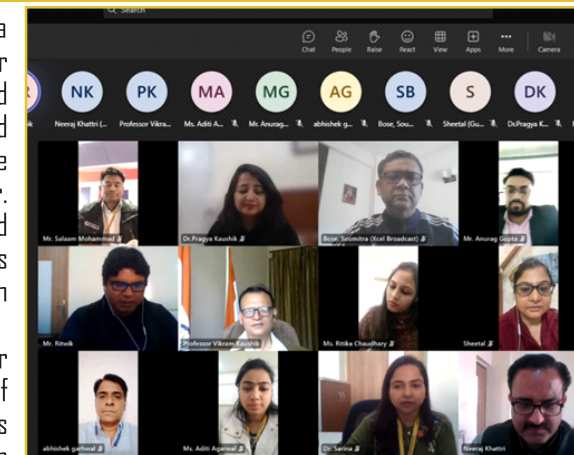 Search
Chat People Raise React View Apps More Camera
NK PK MA MG AG SB S DK
Neeraj Khattri (... Professor Vikra... Ms. Aditi A... Mr. Anurag... abhishek g... Bose, Sou... Sheetal (Gu... Dr.Pragya K...
Mr. Salaam Mohammad Dr.Pragya Kaushik Bose, Soumitra (Xcel Broadcast) Mr. Anurag Gupta
Mr. Ritwik Professor Vikram Kaushik Ms. Ritika Chaudhary Sheetal
abhishek garhwal Ms. Aditi Agarwal Dr. Sarina Neeraj Khattri